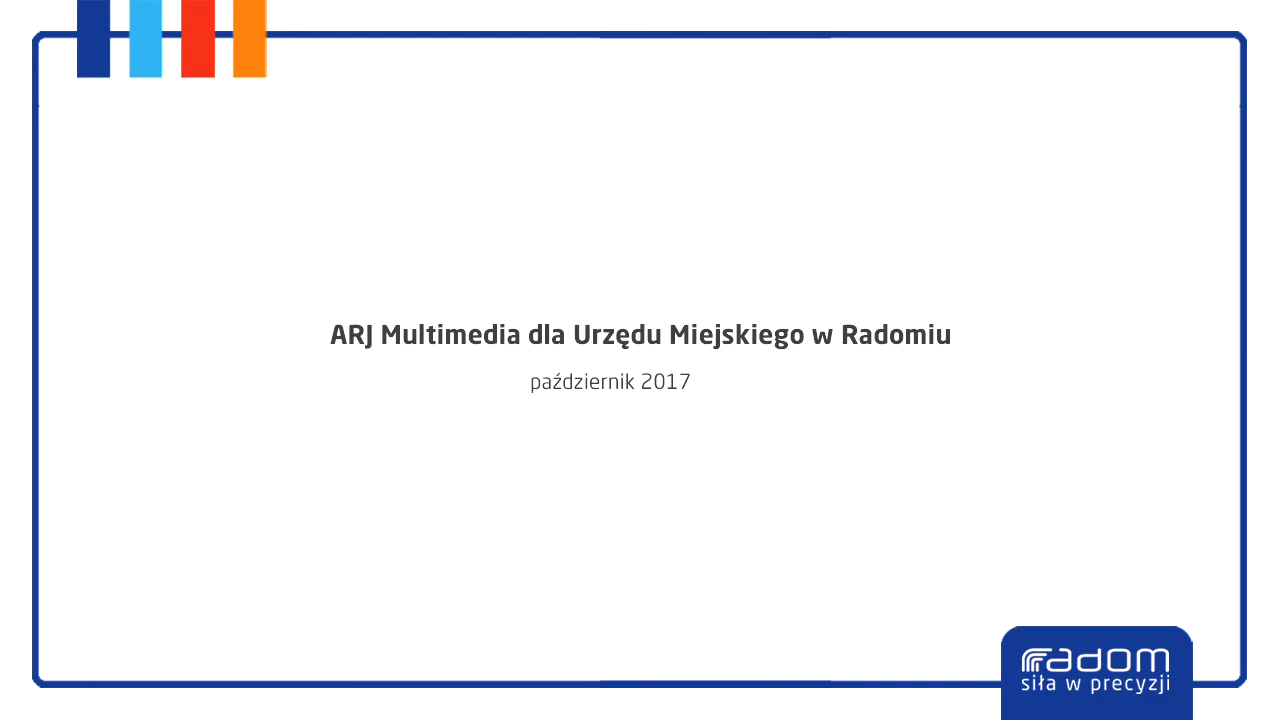 ARJ Multimedia dla Urzędu Miejskiego w Radomiu
październik 2017
radom
siła w precyzji